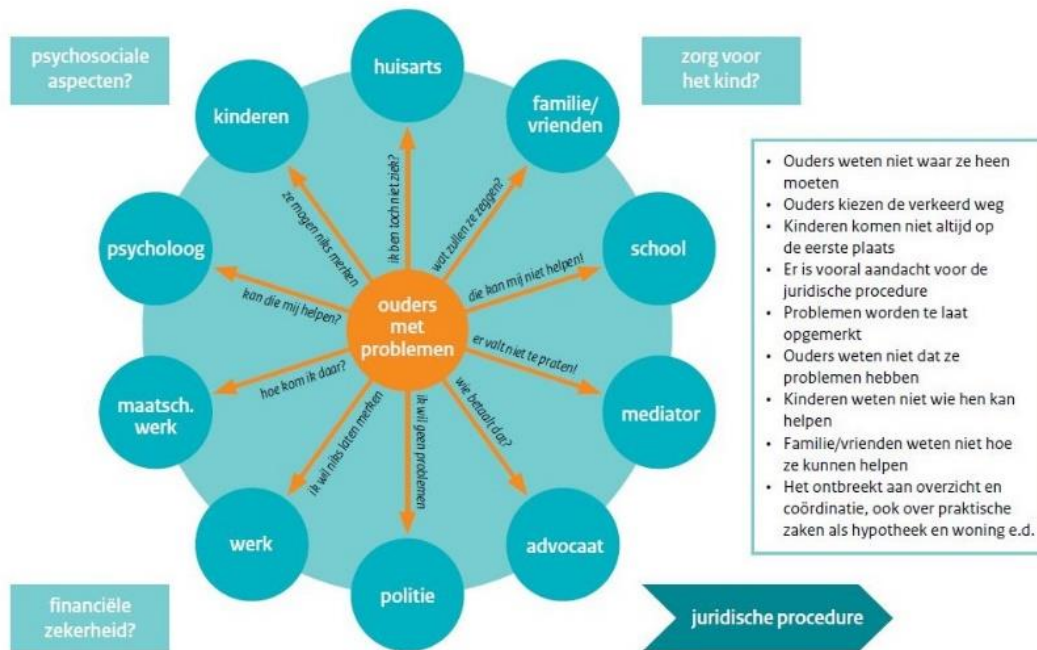 psychosociale
aspecten?
huisarts
zorg voor
het kind?
kinderen
familie/
vrienden
psycholoog
school
maatsch.
werk
mediator
werk
politie
advocaat
ouders
met
problemen
ik ben toch niet ziek?
wat zullen ze zeggen?
die kan mij niet helpen!
er valt niet te praten!
wie betaalt dat?
ik wil geen problemen
ik wil niks laten merken
hoe kom ik daar?
kan die mij helpen?
ze mogen niks merken
• Ouders weten niet waar ze heen
moeten
• Ouders kiezen de verkeerd weg
• Kinderen komen niet altijd op
de eerste plaats
• Er is vooral aandacht voor de
juridische procedure
• Problemen worden te laat
opgemerkt
• Ouders weten niet dat ze
problemen hebben
• Kinderen weten niet wie hen kan
helpen
• Familie/vrienden weten niet hoe
ze kunnen helpen
• Het ontbreekt aan overzicht en
coördinatie, ook over praktische
zaken als hypotheek en woning e.d.
financiële
zekerheid?
juridische procedure